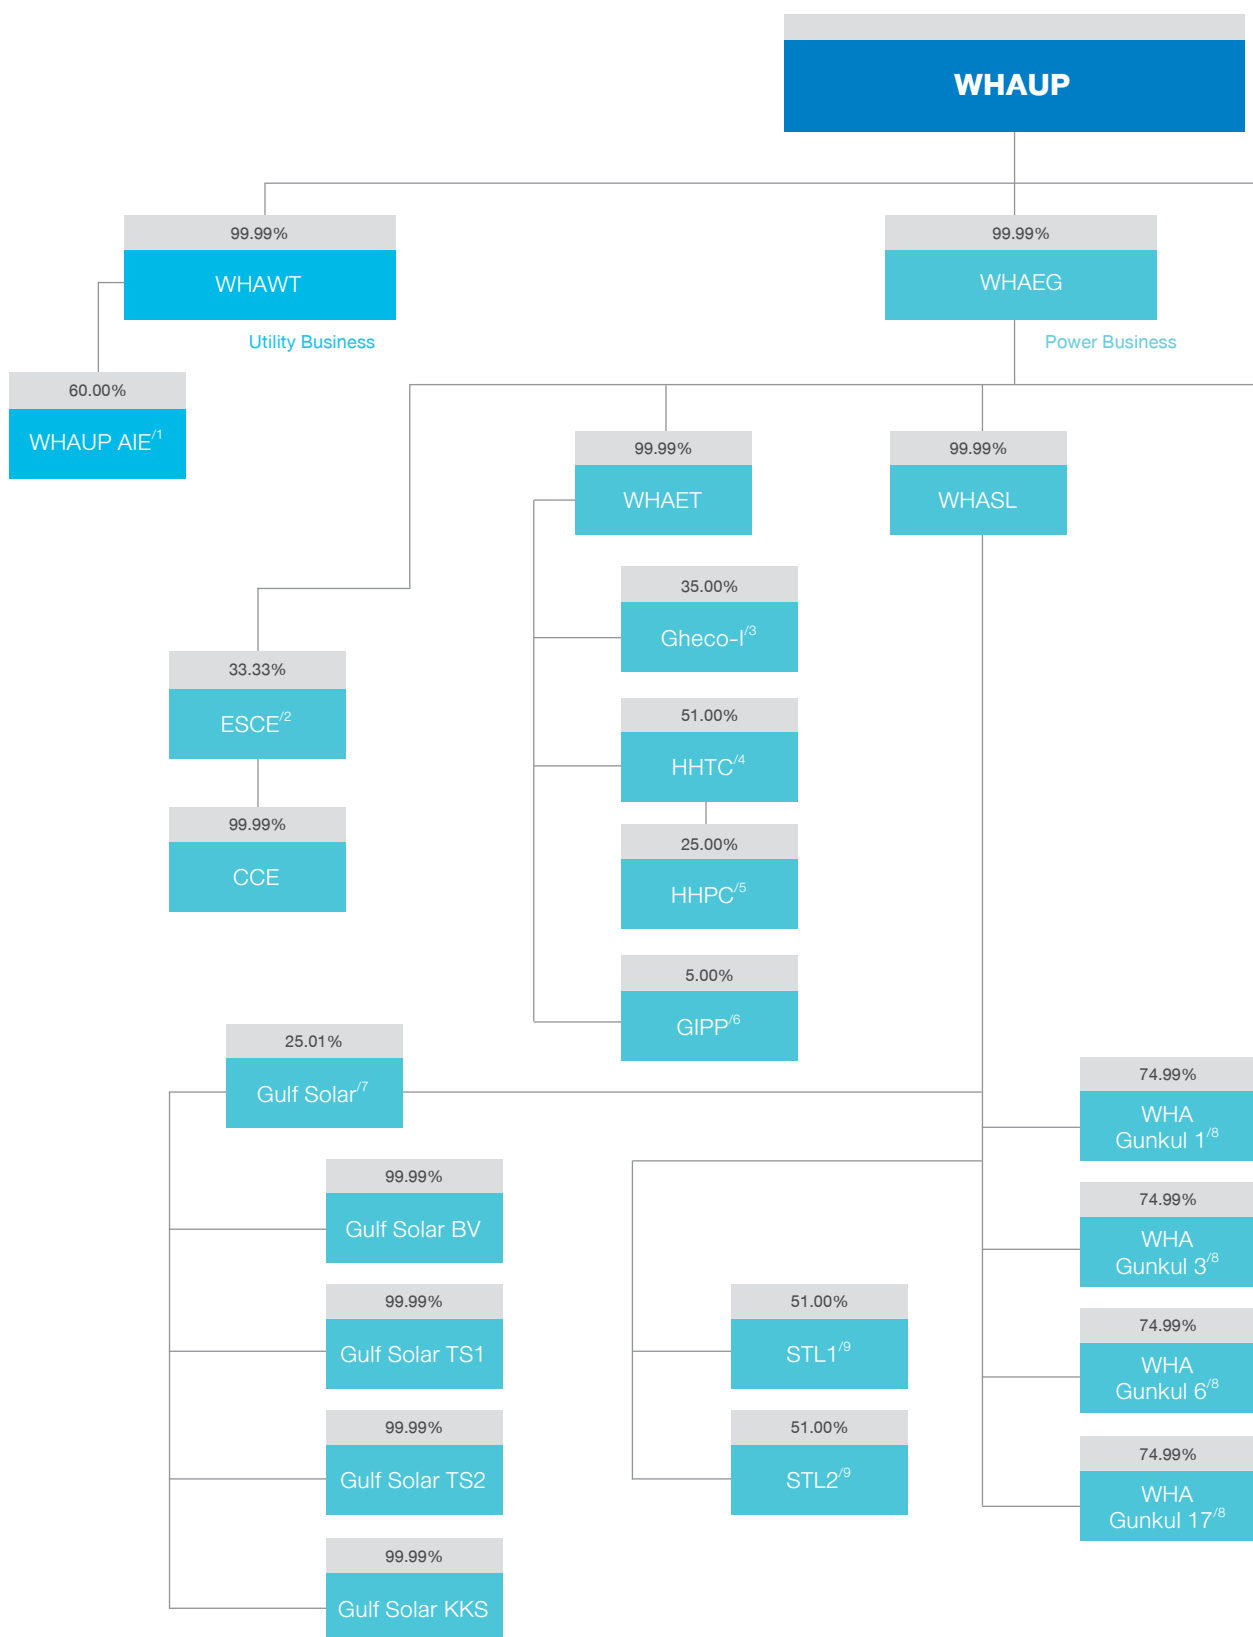 WHAUP
99.99%
WHAWT
Utility Business
99.99%
WHAEG
Power Business
60.00%
WHAUP AIE/1
99.99%
WHAET
99.99%
WHASL
35.00%
Gheco-I/3
33.33%
ESCE/2
51.00%
HHTC/4
99.99%
CCE
25.00%
HHPC/5
5.00%
GIPP/6
25.01%
Gulf Solar/7
99.99%
Gulf Solar BV
99.99%
Gulf Solar TS1
99.99%
Gulf Solar TS2
99.99%
Gulf Solar KKS
51.00%
STL1/9
51.00%
STL2/9
74.99%
WHA
Gunkul 1/8
74.99%
WHA
Gunkul 3/8
74.99%
WHA
Gunkul 6/8
74.99%
WHA
Gunkul 17/8